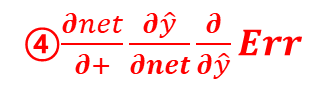 ④ ∂net/∂+ ∂ŷ/∂net ∂/∂ŷ Err